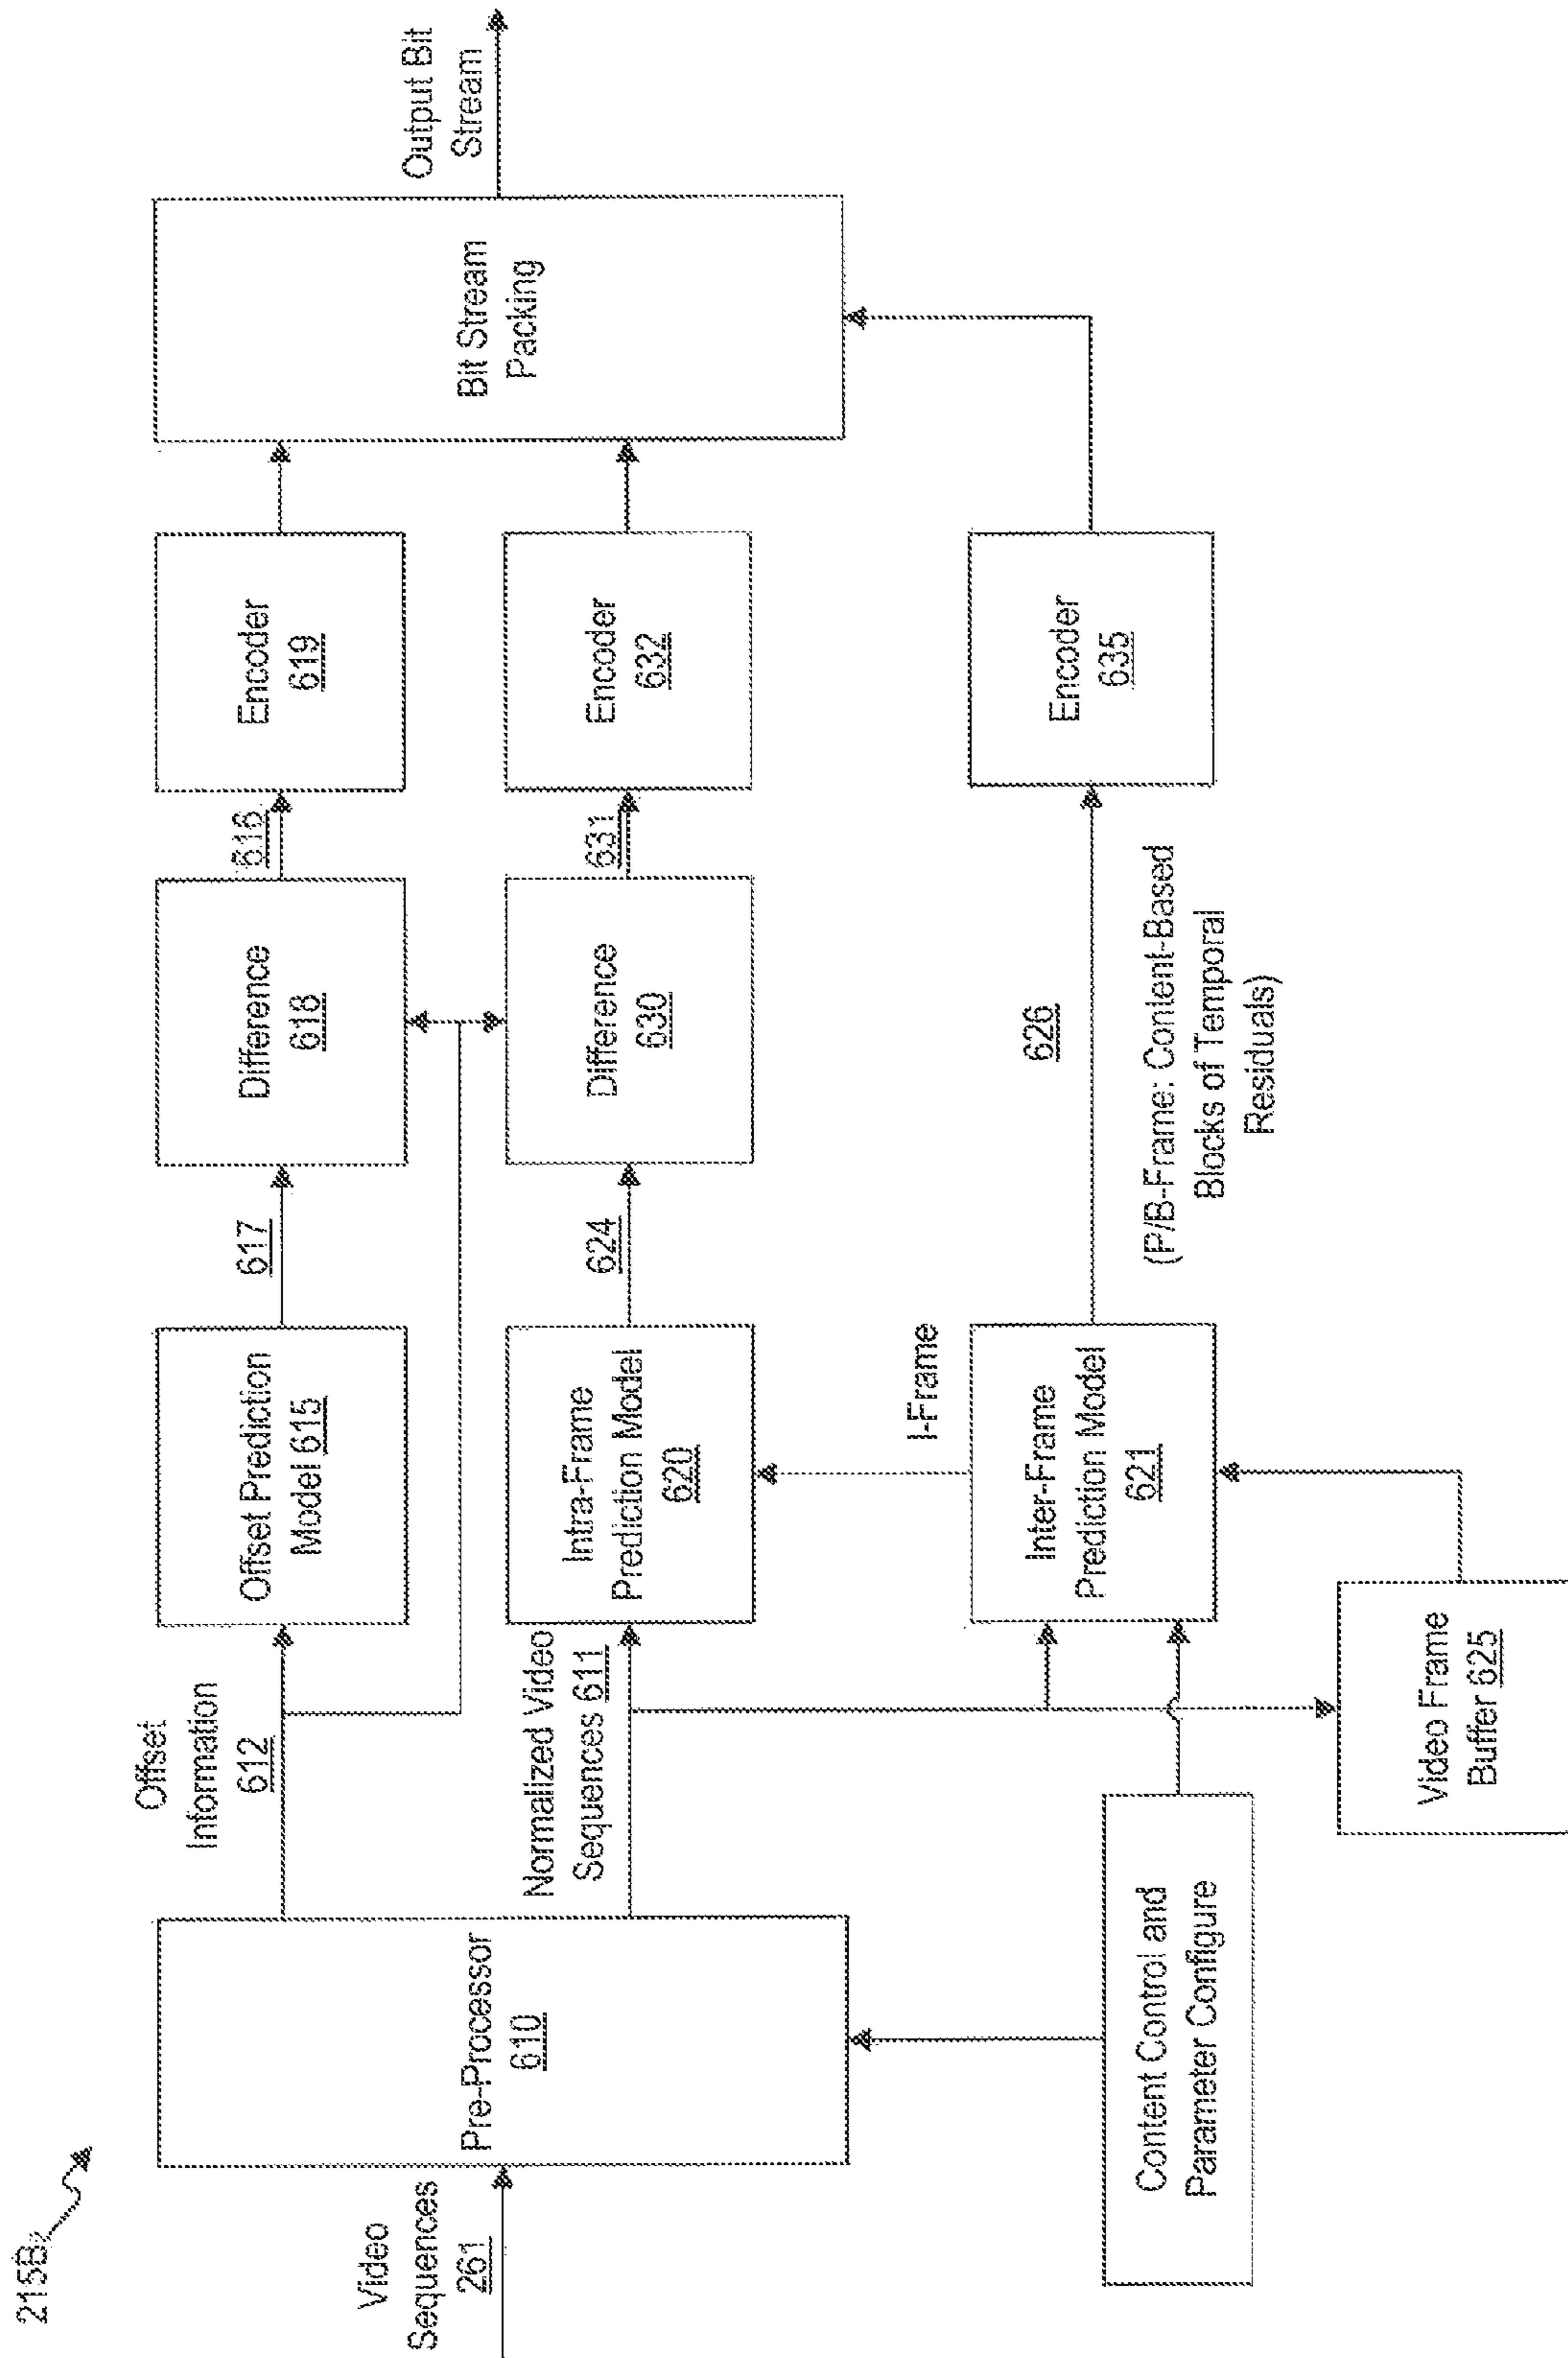 215B
Video
Sequences
261
Pre-Processor
610
Content Control and
Parameter Configure
Offset
Information
612
Normalized Video
Sequences 611
Video Frame
Buffer 625
Offset Prediction
Model 615
Intra-Frame
Prediction Model
620
I-Frame
Inter-Frame
Prediction Model
621
617
624
626
(P/B-Frame: Content-Based
Blocks of Temporal
Residuals)
Difference
618
Difference
630
616
631
Encoder
619
Encoder
632
Encoder
635
Bit Stream
Packing
Output Bit
Stream